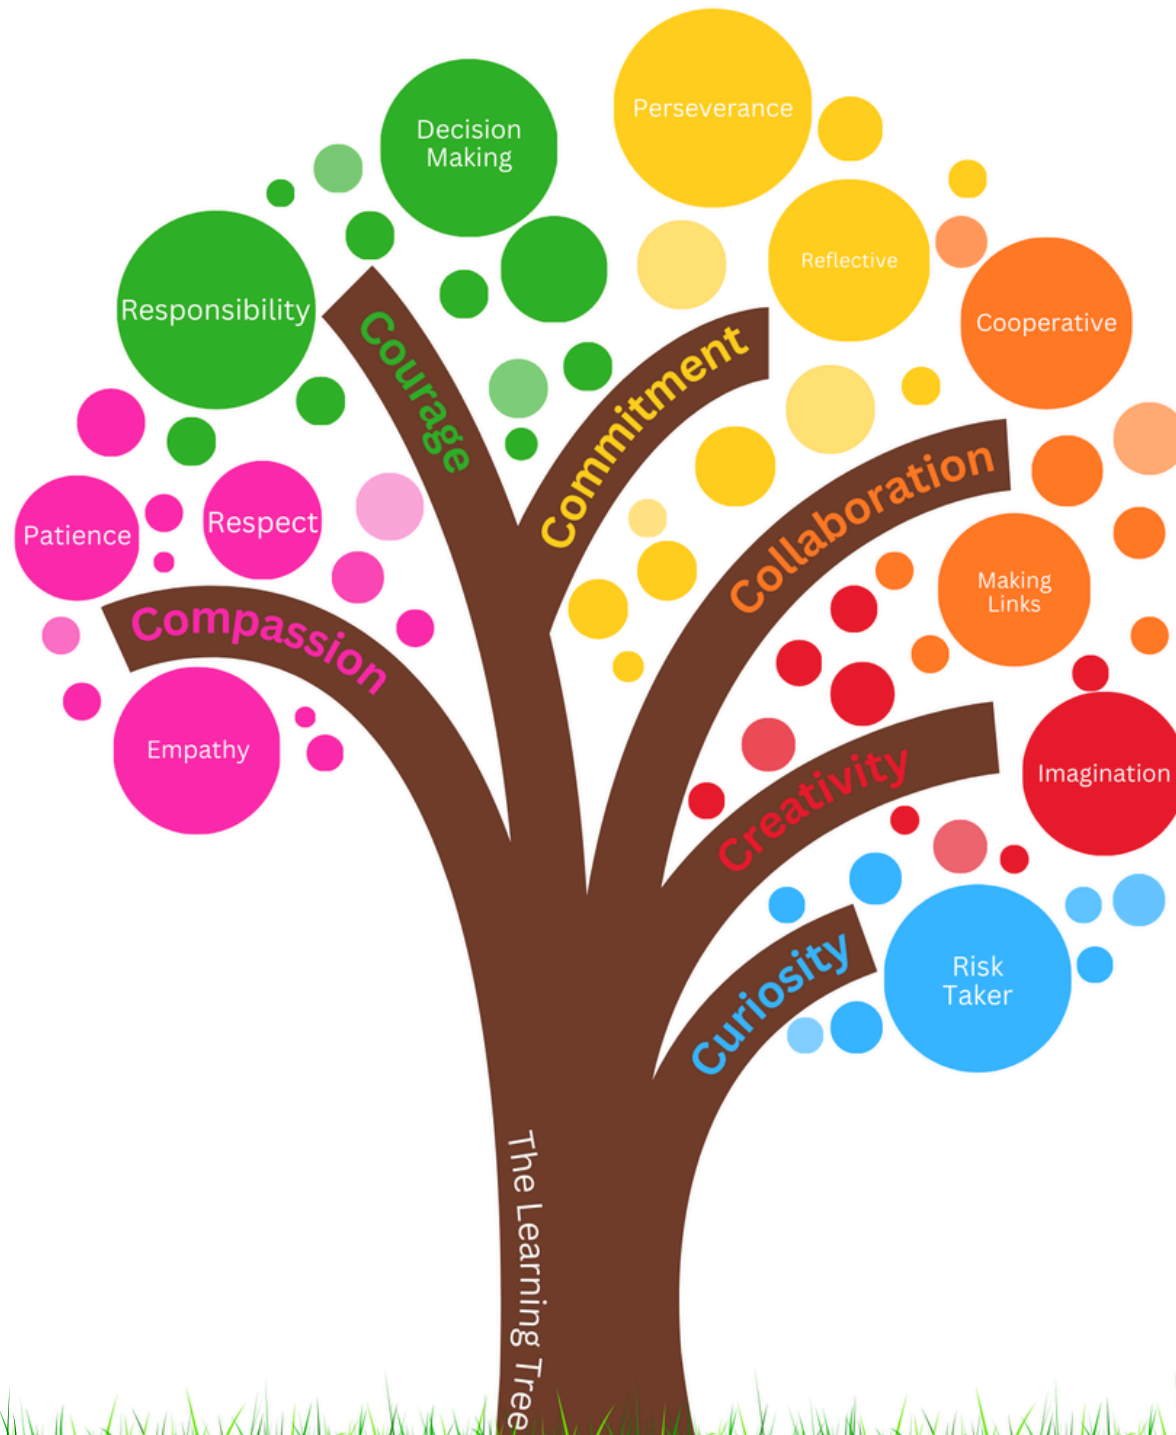 Perseverance
Decision
Making
Reflective
Responsibility
Cooperative
Courage
Commitment
Collaboration
Respect
Patience
Making
Links
Compassion
Empathy
Imagination
Creativity
Risk
Taker
Curiosity
The Learning Tree